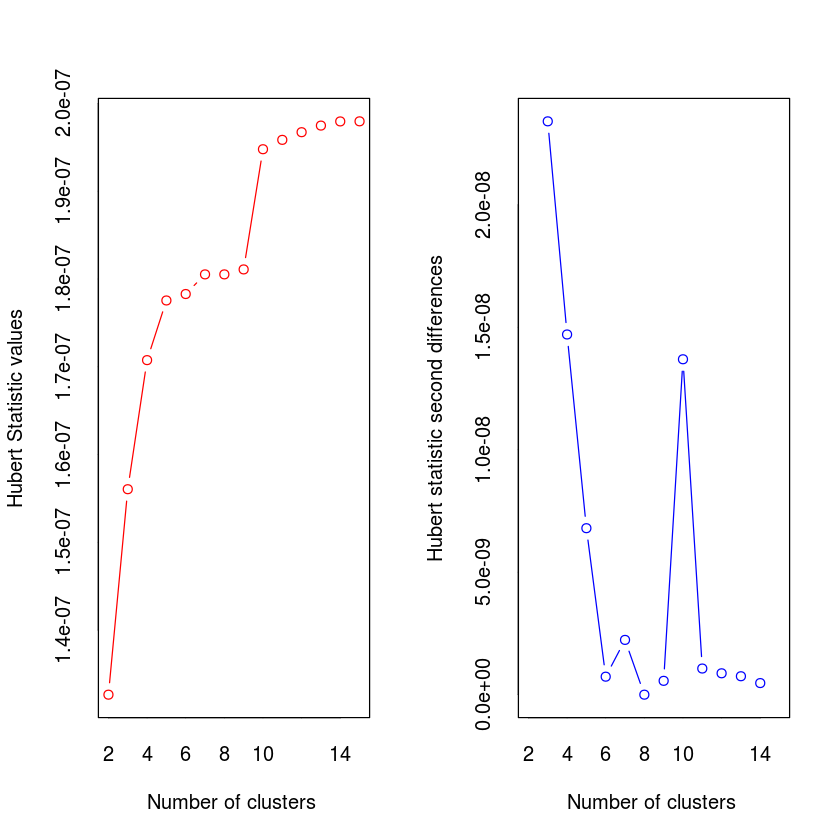 Hubert Statistic values
2.0e-07
1.9e-07
1.8e-07
1.7e-07
1.6e-07
1.5e-07
1.4e-07
2 4 6 8 10 14
Number of clusters
Hubert statistic second differences
2.0e-08
1.5e-08
1.0e-08
5.0e-09
0.0e+00
2 4 6 8 10 14
Number of clusters